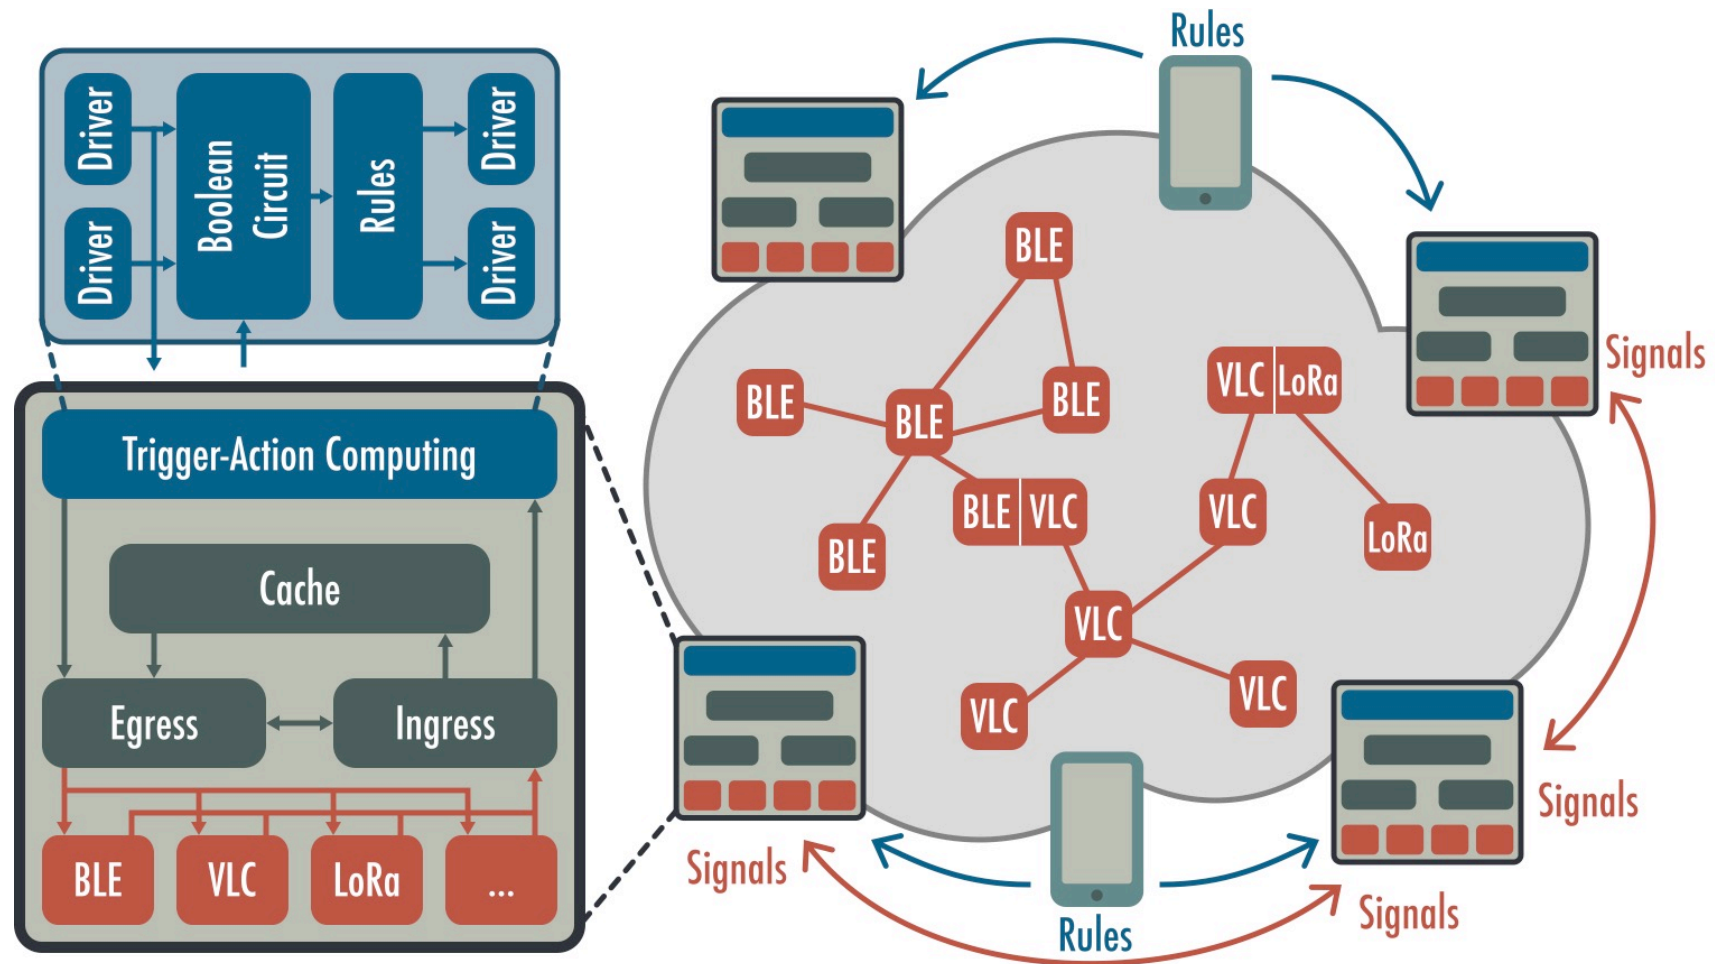 Driver
Driver
Boolean
Circuit
Rules
Driver
Driver
Trigger-Action Computing
Cache
Egress
Ingress
BLE
VLC
LoRa
...
Rules
BLE
BLE
BLE
BLE
BLE
BLE VLC
VLC LoRa
VLC
LoRa
VLC
VLC
VLC
Signals
Signals
Signals
Signals
Rules